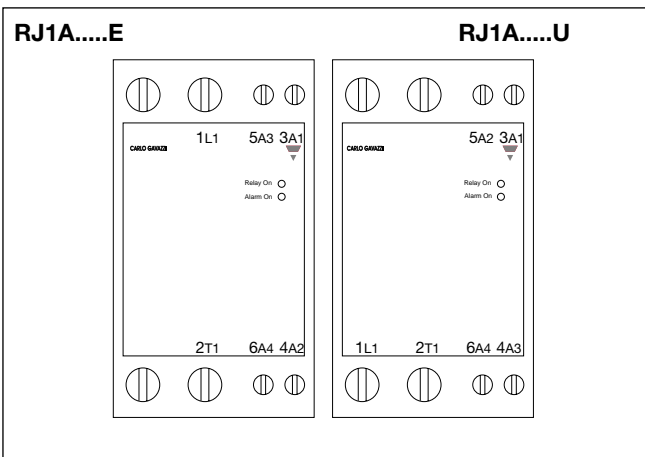 RJ1A.....E RJ1A.....U
1L1 5A3 3A1
CARLO GAVAZZI
Relay On
Alarm On
2T1 6A4 4A2
5A2 3A1
CARLO GAVAZZI
Relay On
Alarm On
1L1 2T1 6A4 4A3